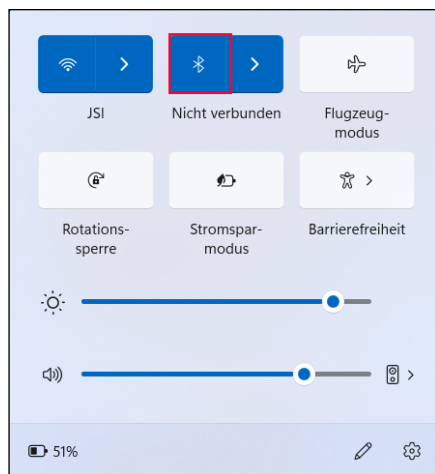 JSI
Nicht verbunden
Flugzeug-
modus
Rotations-
sperre
Stromspar-
modus
Barrierefreiheit
51%